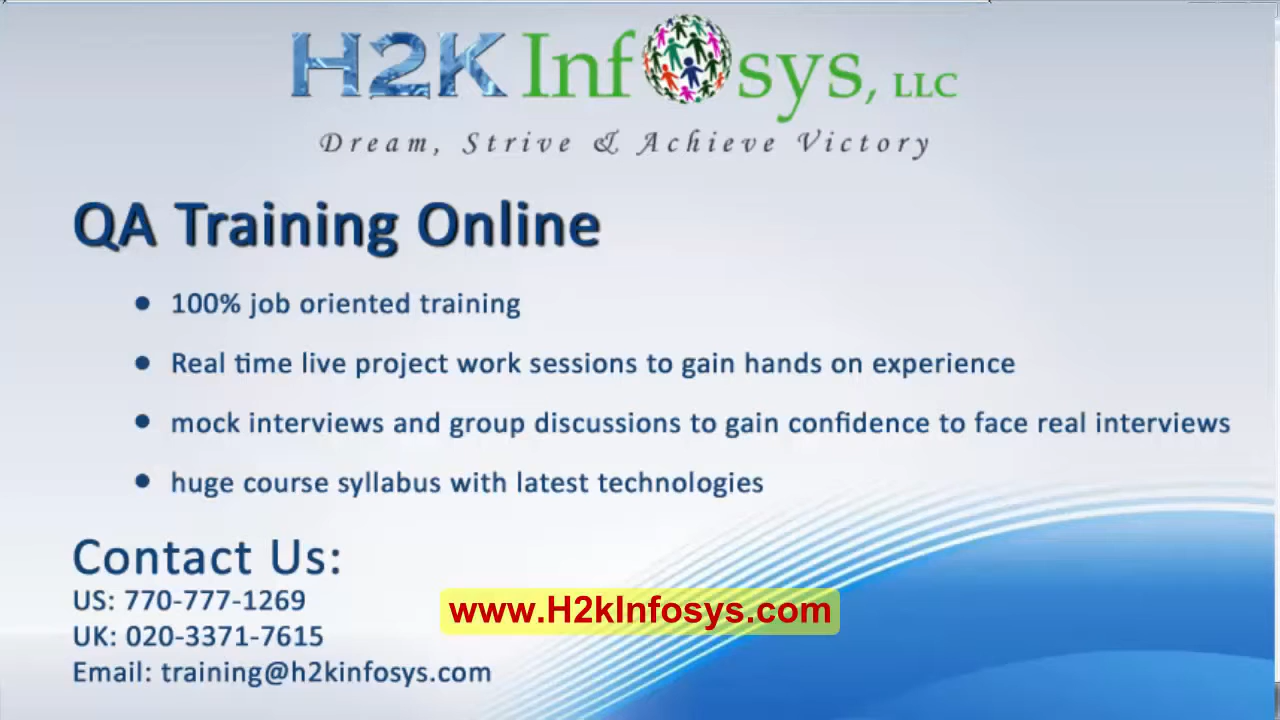 H2K Infosys, LLC
Dream, Strive & Achieve Victory
QA Training Online
• 100% job oriented training
• Real time live project work sessions to gain hands on experience
• mock interviews and group discussions to gain confidence to face real interviews
• huge course syllabus with latest technologies
Contact Us:
US: 770-777-1269
UK: 020-3371-7615
Email: training@h2kinfosys.com
www.H2kInfosys.com